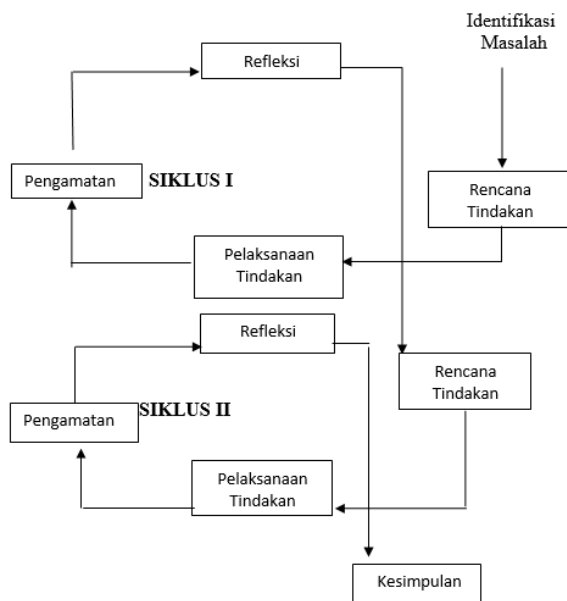 Identifikasi
Masalah
Refleksi
Pengamatan
SIKLUS I
Rencana
Tindakan
Pelaksanaan
Tindakan
Refleksi
Rencana
Tindakan
Pengamatan
SIKLUS II
Pelaksanaan
Tindakan
Kesimpulan